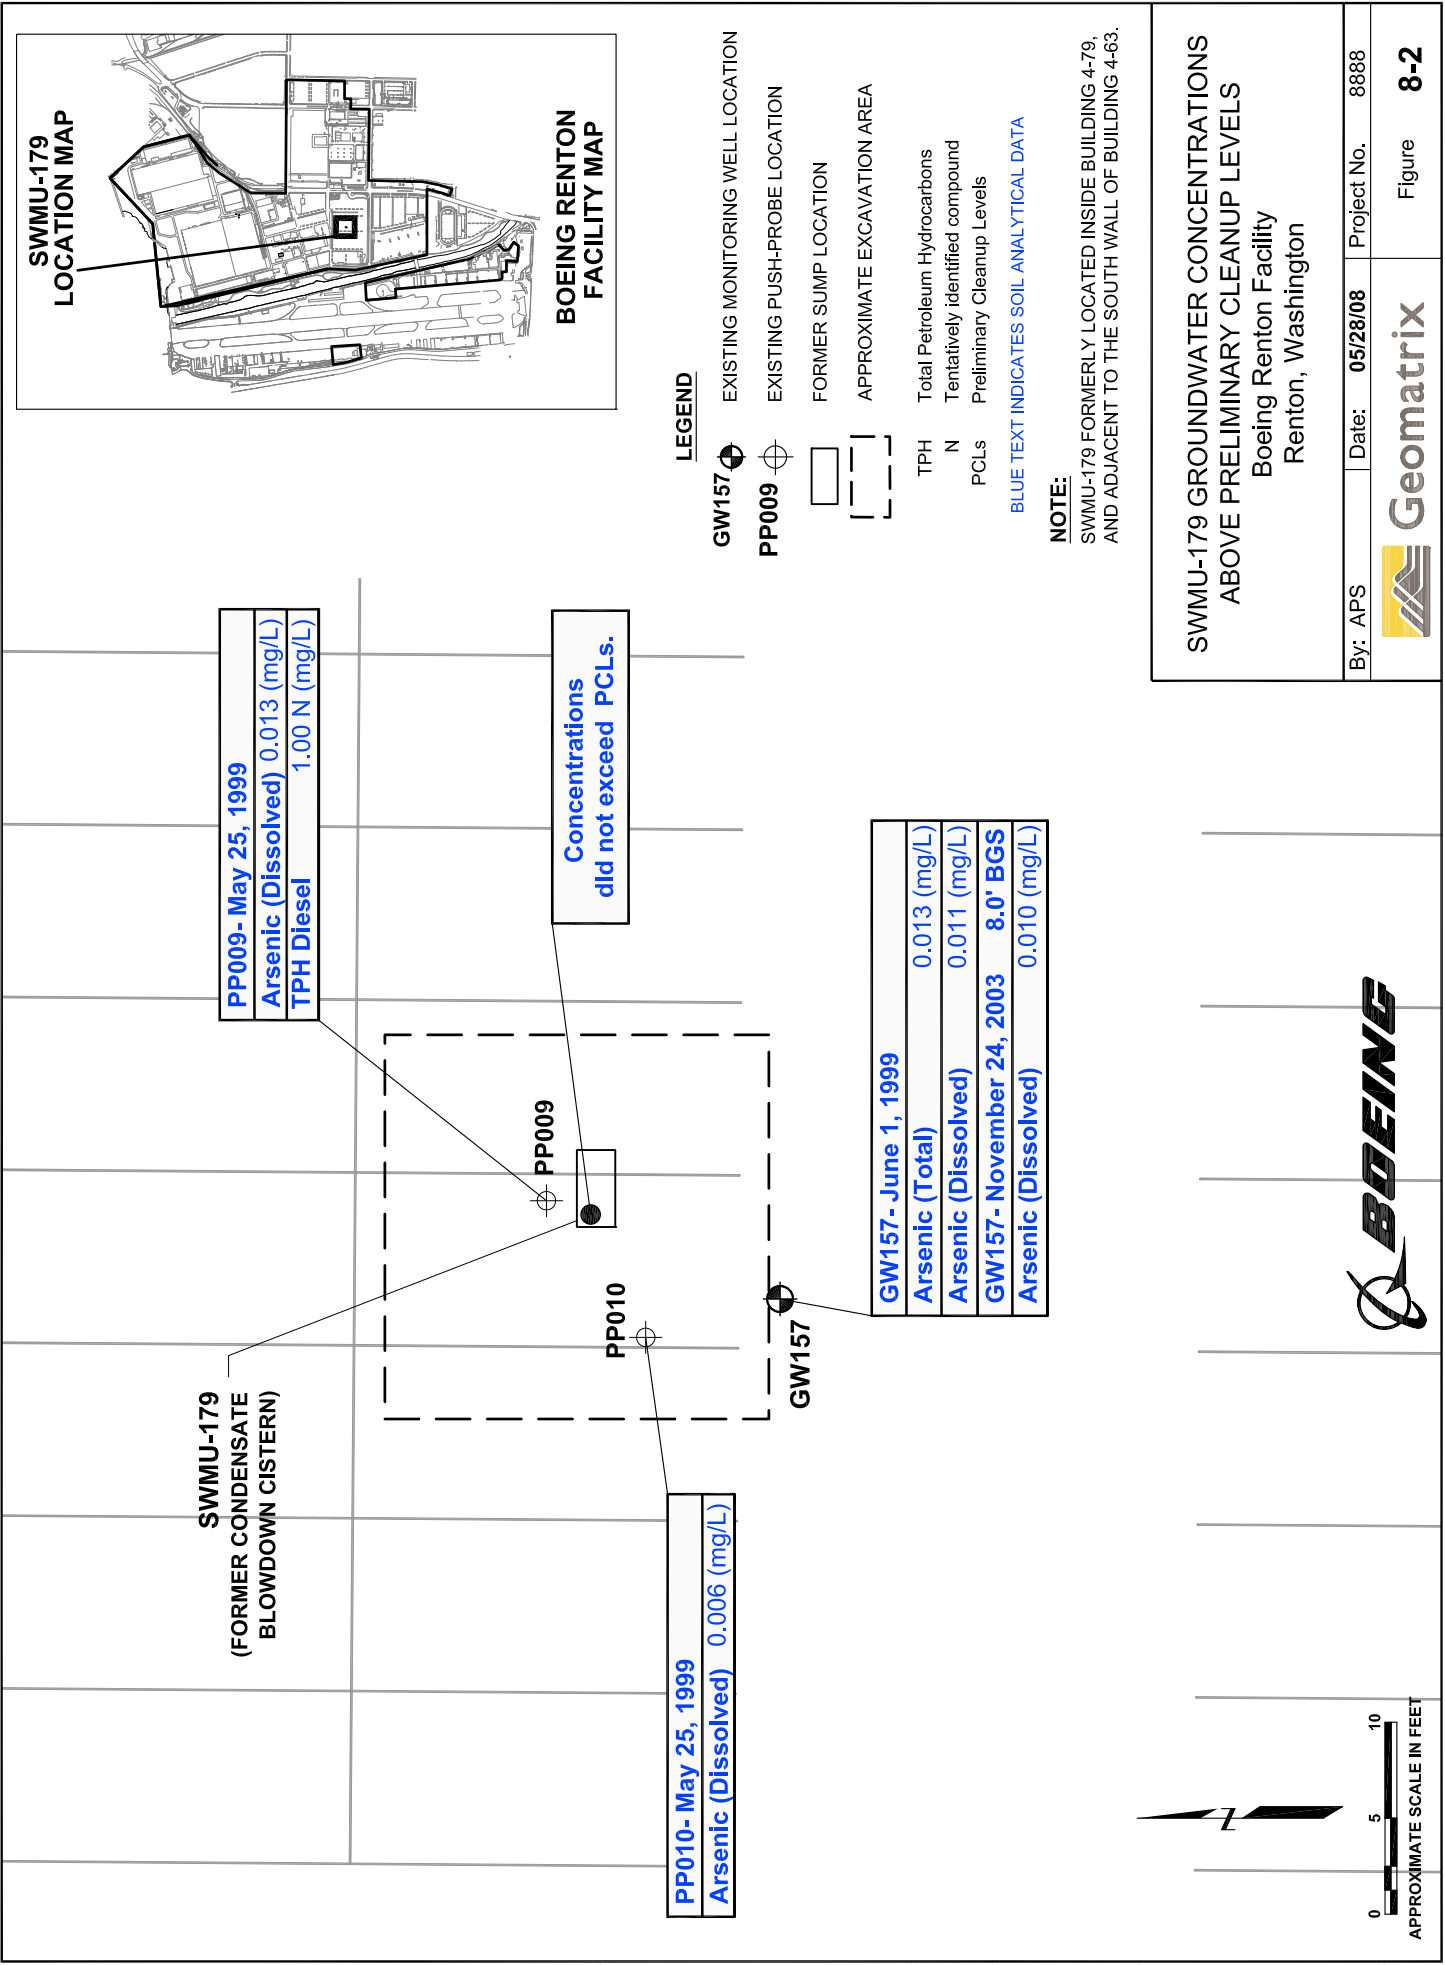 SWMU-179
(FORMER CONDENSATE
BLOWDOWN CISTERN)
PP009- May 25, 1999
Arsenic (Dissolved) 0.013 (mg/L)
TPH Diesel 1.00 N (mg/L)
Concentrations
dId not exceed PCLs.
PP009
PP010
GW157
PP010- May 25, 1999
Arsenic (Dissolved) 0.006 (mg/L)
GW157- June 1, 1999
Arsenic (Total) 0.013 (mg/L)
Arsenic (Dissolved) 0.011 (mg/L)
GW157- November 24, 2003 8.0' BGS
Arsenic (Dissolved) 0.010 (mg/L)
SWMU-179
LOCATION MAP
BOEING RENTON
FACILITY MAP
LEGEND
GW157 EXISTING MONITORING WELL LOCATION
PP009 EXISTING PUSH-PROBE LOCATION
FORMER SUMP LOCATION
APPROXIMATE EXCAVATION AREA
TPH Total Petroleum Hydrocarbons
N Tentatively identified compound
PCLs Preliminary Cleanup Levels
BLUE TEXT INDICATES SOIL ANALYTICAL DATA
NOTE:
SWMU-179 FORMERLY LOCATED INSIDE BUILDING 4-79,
AND ADJACENT TO THE SOUTH WALL OF BUILDING 4-63.
N
0 5 10
APPROXIMATE SCALE IN FEET
BOEING
SWMU-179 GROUNDWATER CONCENTRATIONS
ABOVE PRELIMINARY CLEANUP LEVELS
Boeing Renton Facility
Renton, Washington
By: APS Date: 05/28/08 Project No. 8888
Geomatrix
Figure 8-2